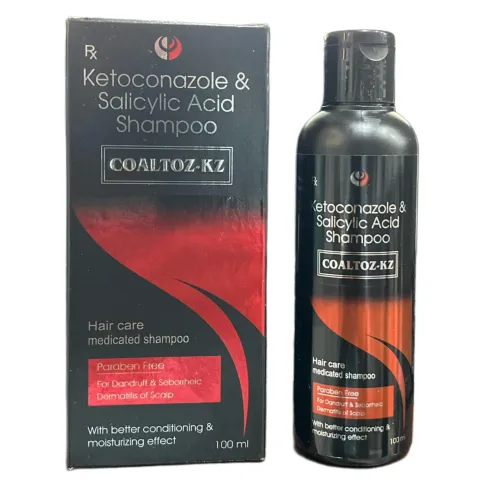 Rx
Ketoconazole &
Salicylic Acid
Shampoo
COALTOZ-KZ
Hair care
medicated shampoo
Paraben Free
For Dandruff & Seborrheic
Dermatitis of Scalp
With better conditioning &
moisturizing effect
100 ml
Rx
Ketoconazole &
Salicylic Acid
Shampoo
COALTOZ-KZ
Hair care
medicated shampoo
Paraben Free
For Dandruff & Seborrheic
Dermatitis of Scalp
With better conditioning &
moisturizing effect
100 ml